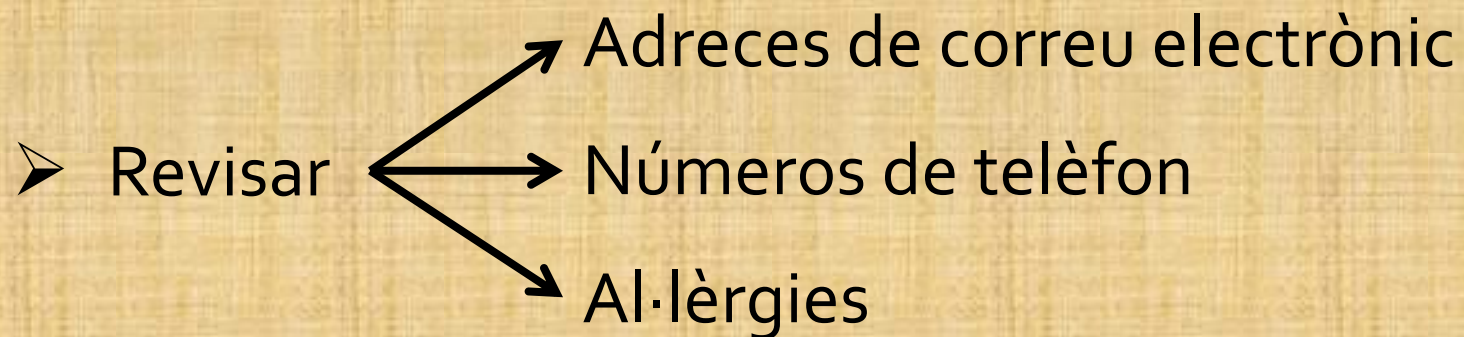 Adreces de correu electrònic
➢ Revisar
Números de telèfon
Al·lèrgies